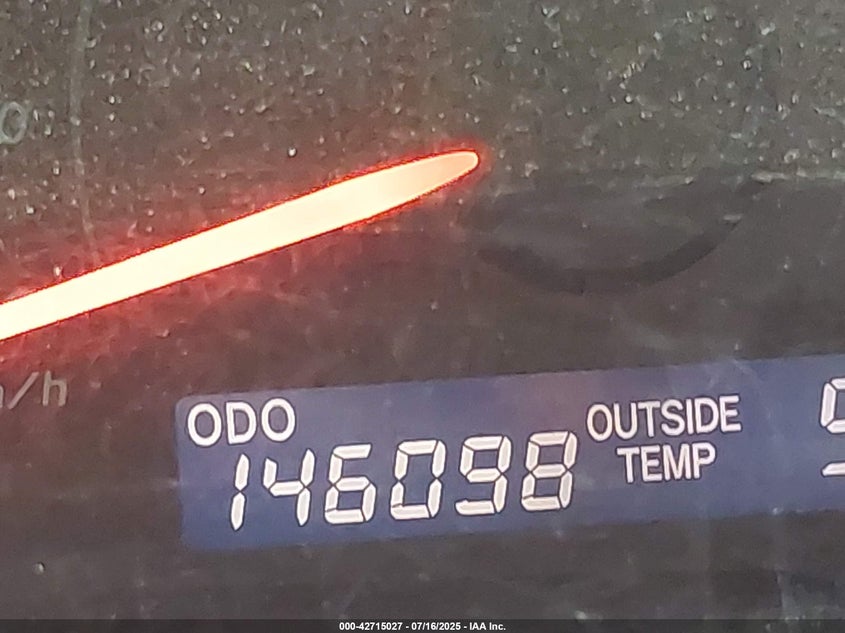 ODO
146098
OUTSIDE
TEMP
000-42715027 - 07/16/2025 - IAA Inc.